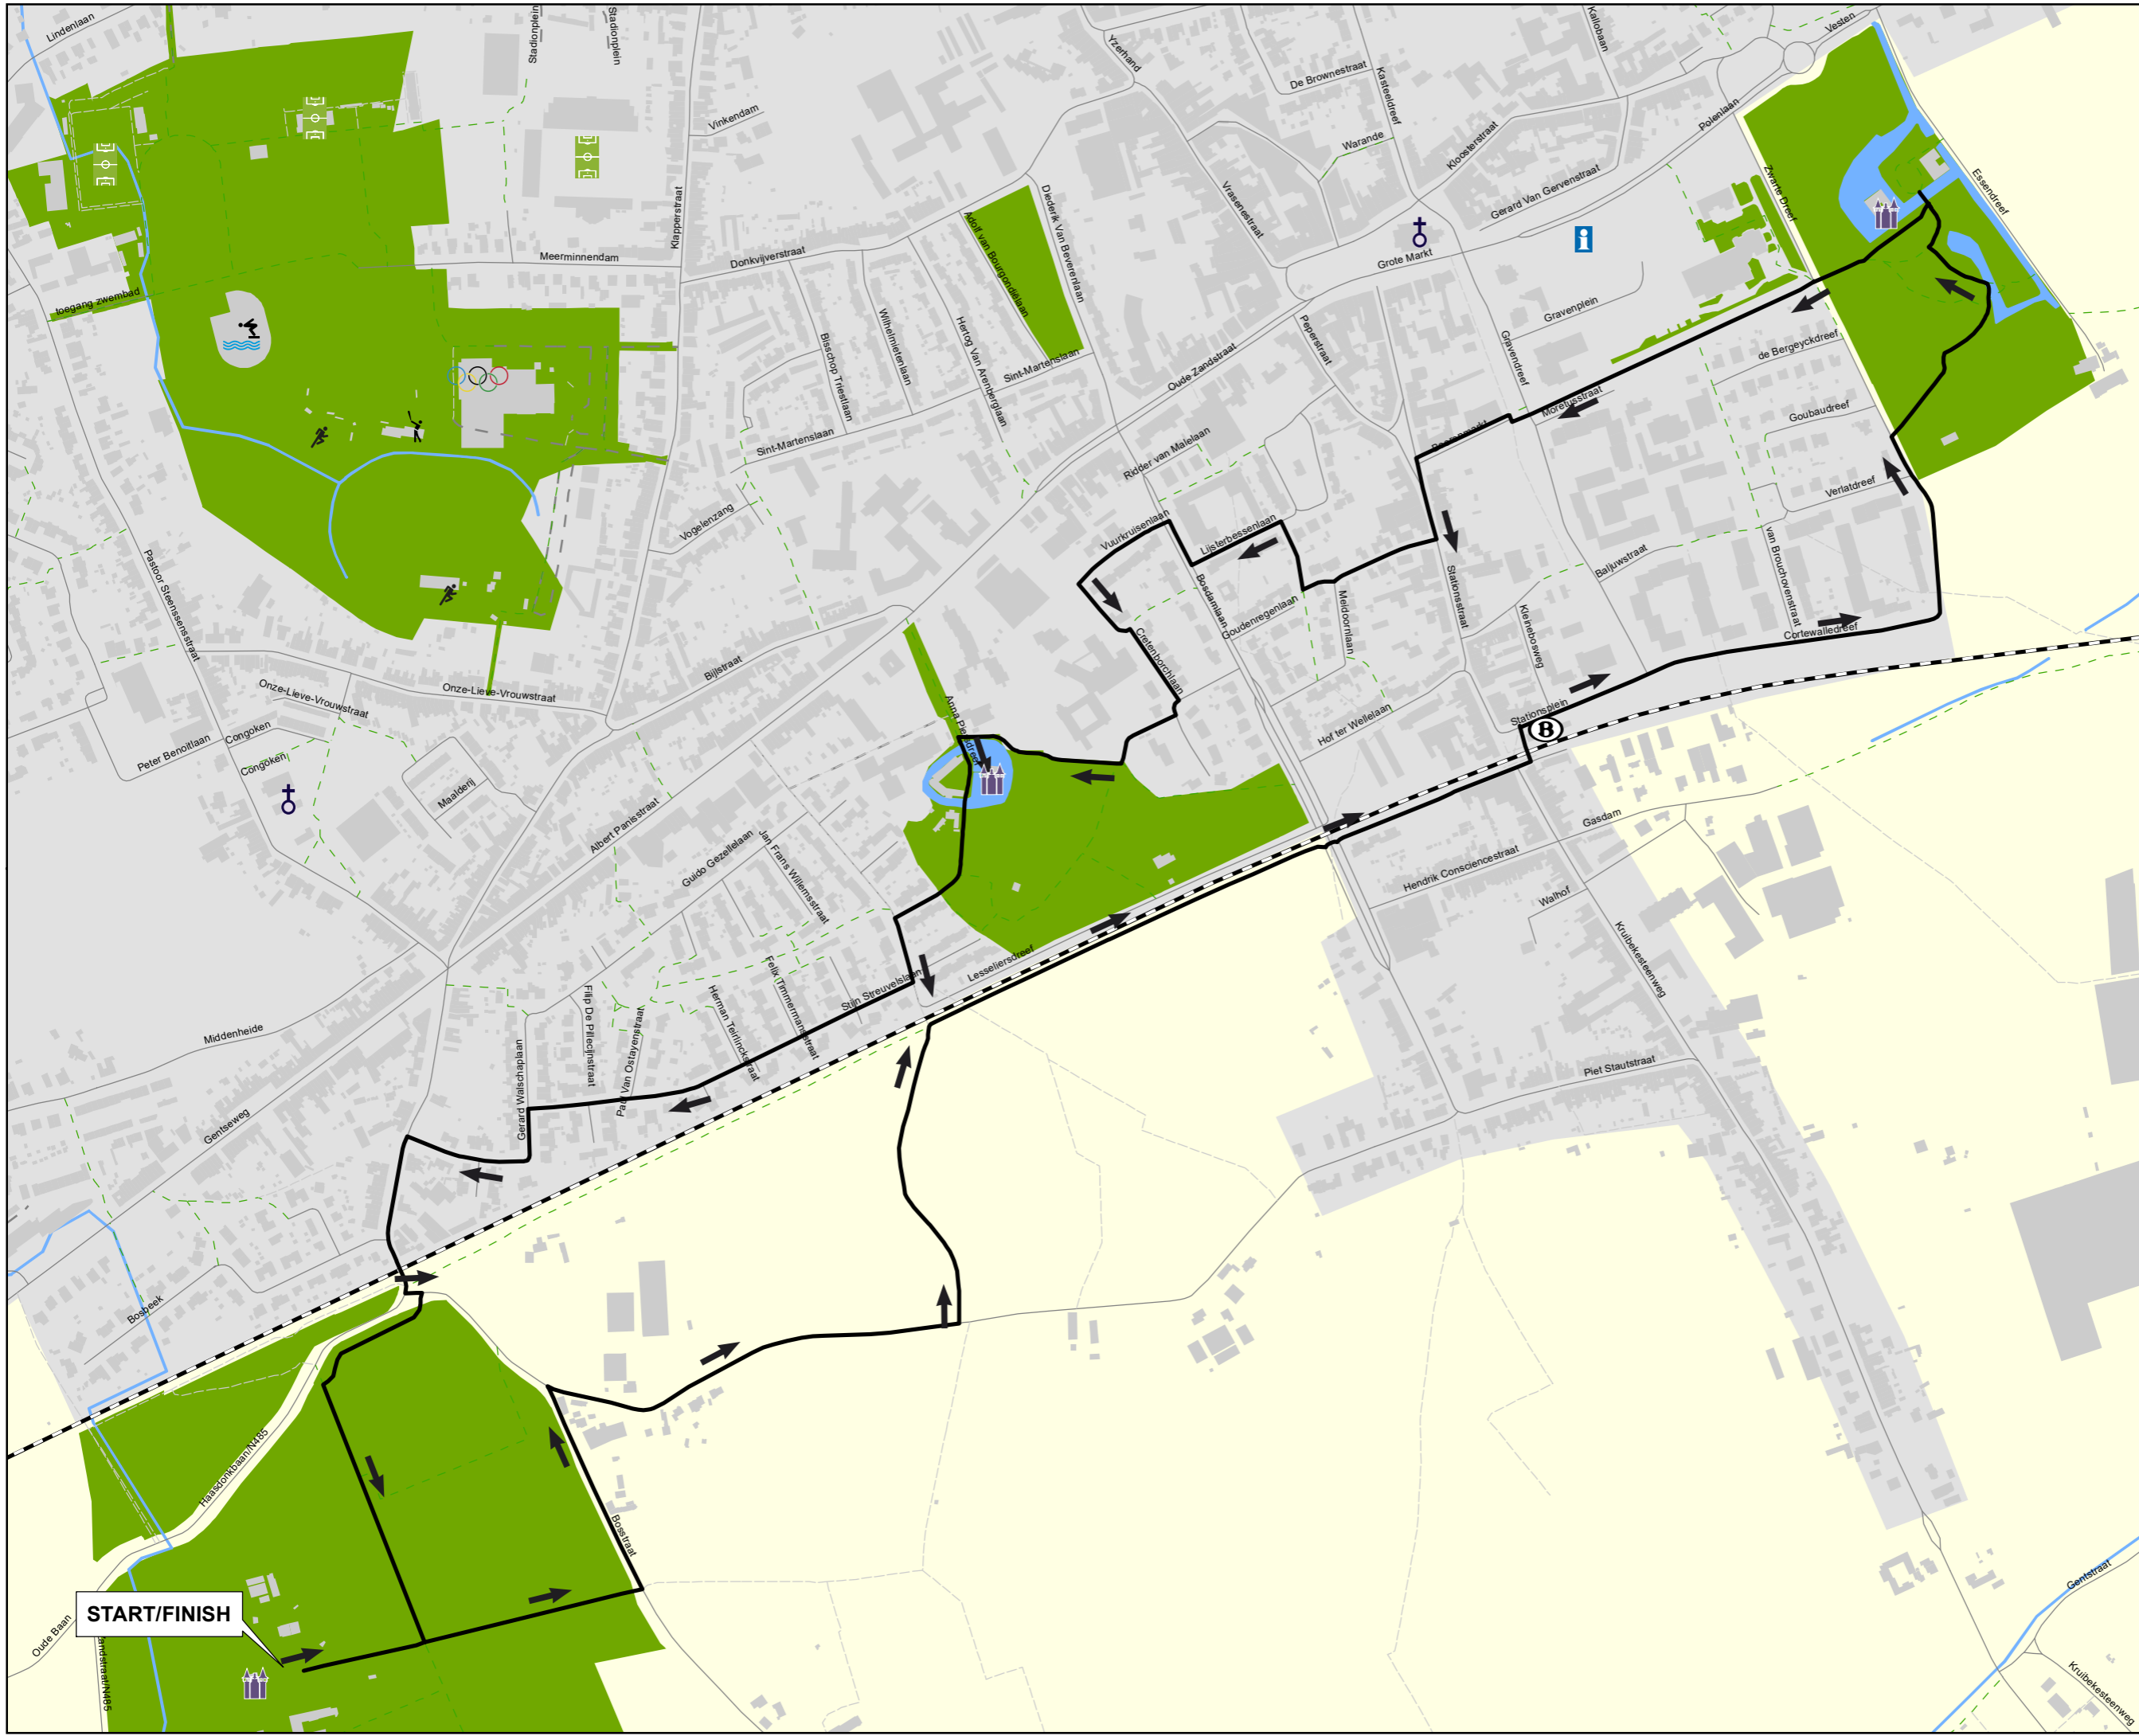 Lindenlaan
Stadionplein
Stadionplein
Yzerhand
Kallobaan
Vesten
De Brownestraat
Kasteeldreef
Vinkendam
Polenlaan
Warande
Kloosterstraat
Klapperstraat
Vrasenestraat
Gerard Van Gervenstraat
Zwarte Dreef
Essendreef
Diederik Van Beverenlaan
Adolf van Bourgondiëlaan
Meerminnendam
Donkvijverstraat
Grote Markt
i
toegang zwembad
Gravenplein
Wilhelmietenlaan
Hertog Van Arenberglaan
Bisschop Triestlaan
Peperstraat
Gravendreef
de Bergeyckdreef
Sint-Martenslaan
Oude Zandstraat
Moretusstraat
Goubaudreef
Sint-Martenslaan
Ridder van Malelaan
Verlatdreef
Vogelenzang
Vuurkruisenlaan
Lijsterbessenlaan
Pastoor Steenssensstraat
Baljuwstraat
van Brouchovenstraat
Bosdamlaan
Goudenregenlaan
Meidoornlaan
Stationsstraat
Kleinebosweg
Cortewalledreef
Cretenborchlaan
Bijlstraat
Onze-Lieve-Vrouwstraat
Onze-Lieve-Vrouwstraat
Stationsplein
B
Hof ter Wellelaan
Congoken
Peter Benoitlaan
Congoken
Maalderij
Albert Panisstraat
Guido Gezellelaan
Jan Frans Willemsstraat
Gasdam
Hendrik Consciencestraat
Walhof
Kruibekesteenweg
Lesseliersdreef
Stijn Streuvelslaan
Felix Timmermansstraat
Herman Teirlinckstraat
Filip De Pillecijnstraat
Paul Van Ostayenstraat
Gerard Walschaplaan
Middenheide
Gentseweg
Piet Stautstraat
Bosbeek
Haasdonkbaan/N485
Bosstraat
START/FINISH
Oude Baan
Gentstraat
Kruibekesteenweg